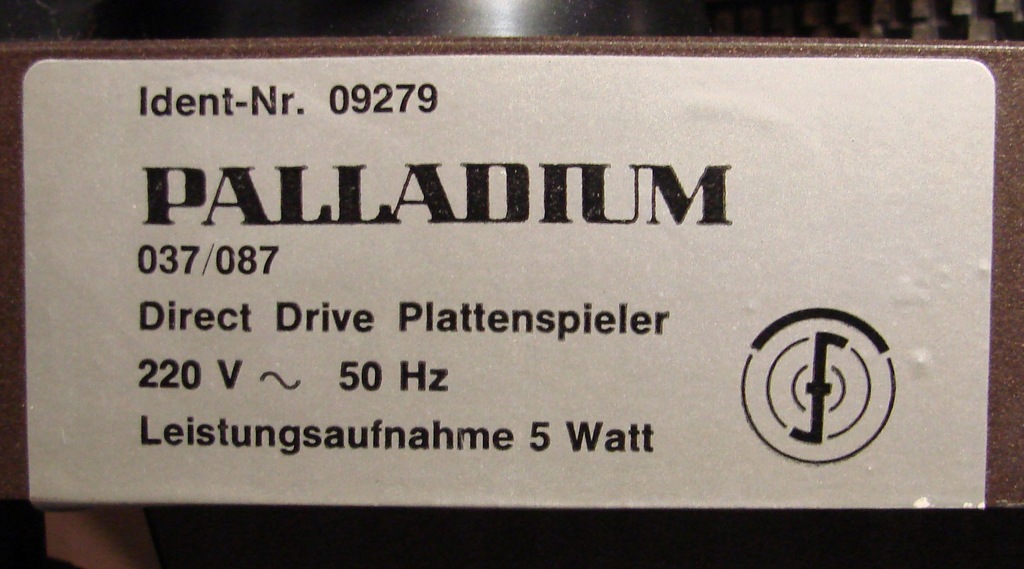 Ident-Nr. 09279
PALLADIUM
037/087
Direct Drive Plattenspieler
220 V ~ 50 Hz
Leistungsaufnahme 5 Watt